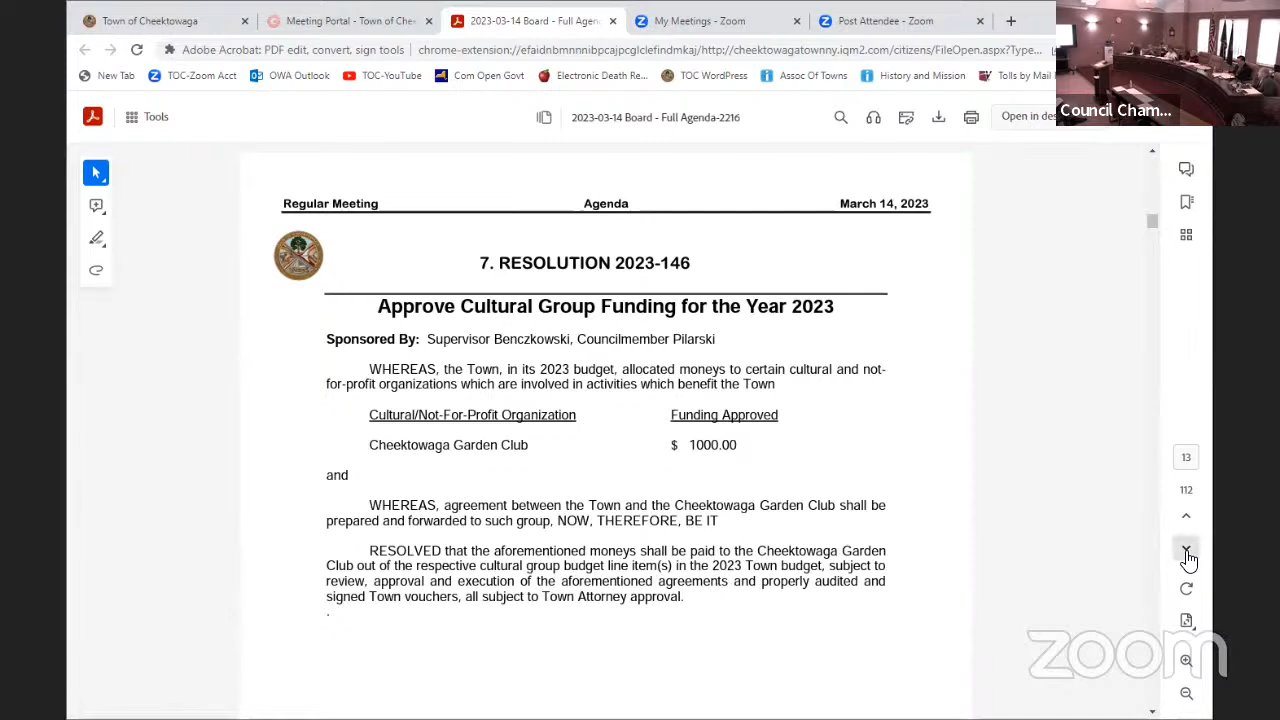 Town of Cheektowaga
Meeting Portal - Town of Che
2023-03-14 Board - Full Agen
My Meetings - Zoom
Post Attendee - Zoom
Adobe Acrobat: PDF edit, convert, sign tools
chrome-extension://efaidnbmnnnibpcajpcglclefindmkaj/http://cheektowagatownny.iqm2.com/citizens/FileOpen.aspx?Type...
New Tab
TOC-Zoom Acct
OWA Outlook
TOC-YouTube
Com Open Govt
Electronic Death Re...
TOC WordPress
Assoc Of Towns
History and Mission
Tolls by Mail
Council Cham...
Tools
2023-03-14 Board - Full Agenda-2216
Open in des
Regular Meeting Agenda March 14, 2023
7. RESOLUTION 2023-146
Approve Cultural Group Funding for the Year 2023
Sponsored By: Supervisor Benczkowski, Councilmember Pilarski
WHEREAS, the Town, in its 2023 budget, allocated moneys to certain cultural and not-
for-profit organizations which are involved in activities which benefit the Town
Cultural/Not-For-Profit Organization Funding Approved
Cheektowaga Garden Club $ 1000.00
and
WHEREAS, agreement between the Town and the Cheektowaga Garden Club shall be
prepared and forwarded to such group, NOW, THEREFORE, BE IT
RESOLVED that the aforementioned moneys shall be paid to the Cheektowaga Garden
Club out of the respective cultural group budget line item(s) in the 2023 Town budget, subject to
review, approval and execution of the aforementioned agreements and properly audited and
signed Town vouchers, all subject to Town Attorney approval.
.
13
112
zoom